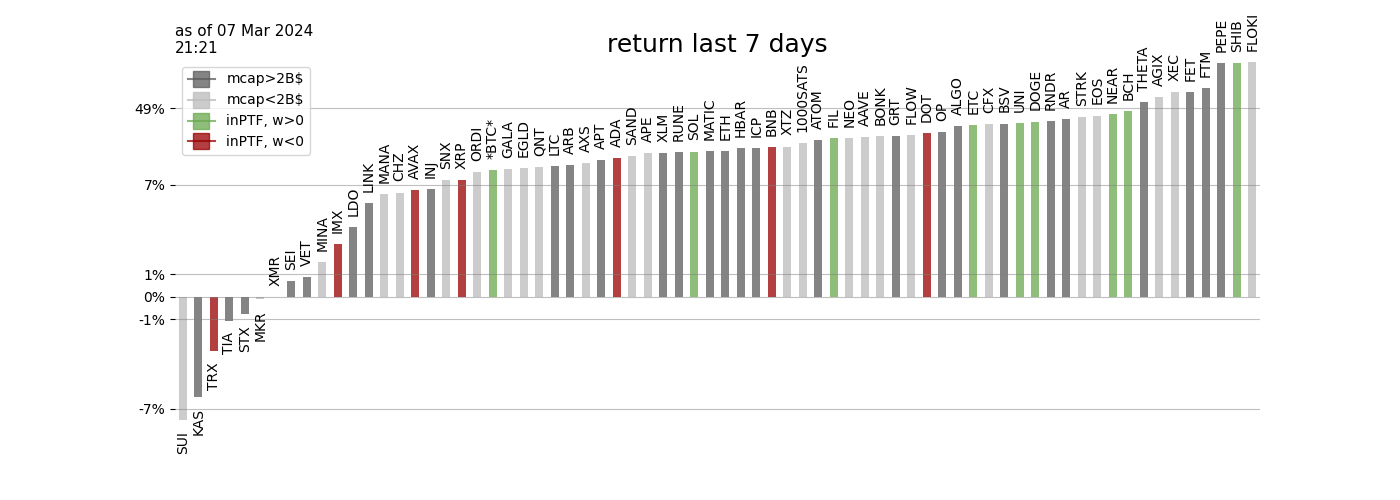 as of 07 Mar 2024
21:21
return last 7 days
mcap>2B$
mcap<2B$
inPTF, w>0
inPTF, w<0
49%
7%
1%
0%
-1%
-7%
SUI
KAS
TRX
TIA
STX
MKR
XMR
SEI
VET
MINA
IMX
LDO
LINK
MANA
CHZ
AVAX
INJ
SNX
XRP
ORDI
*BTC*
GALA
EGLD
QNT
LTC
ARB
AXS
APT
ADA
SAND
APE
XLM
RUNE
SOL
MATIC
ETH
HBAR
ICP
BNB
XTZ
1000SATS
ATOM
FIL
NEO
AAVE
BONK
GRT
FLOW
DOT
OP
ALGO
ETC
CFX
BSV
UNI
DOGE
RNDR
AR
STRK
EOS
NEAR
BCH
THETA
AGIX
XEC
FET
FTM
PEPE
SHIB
FLOKI